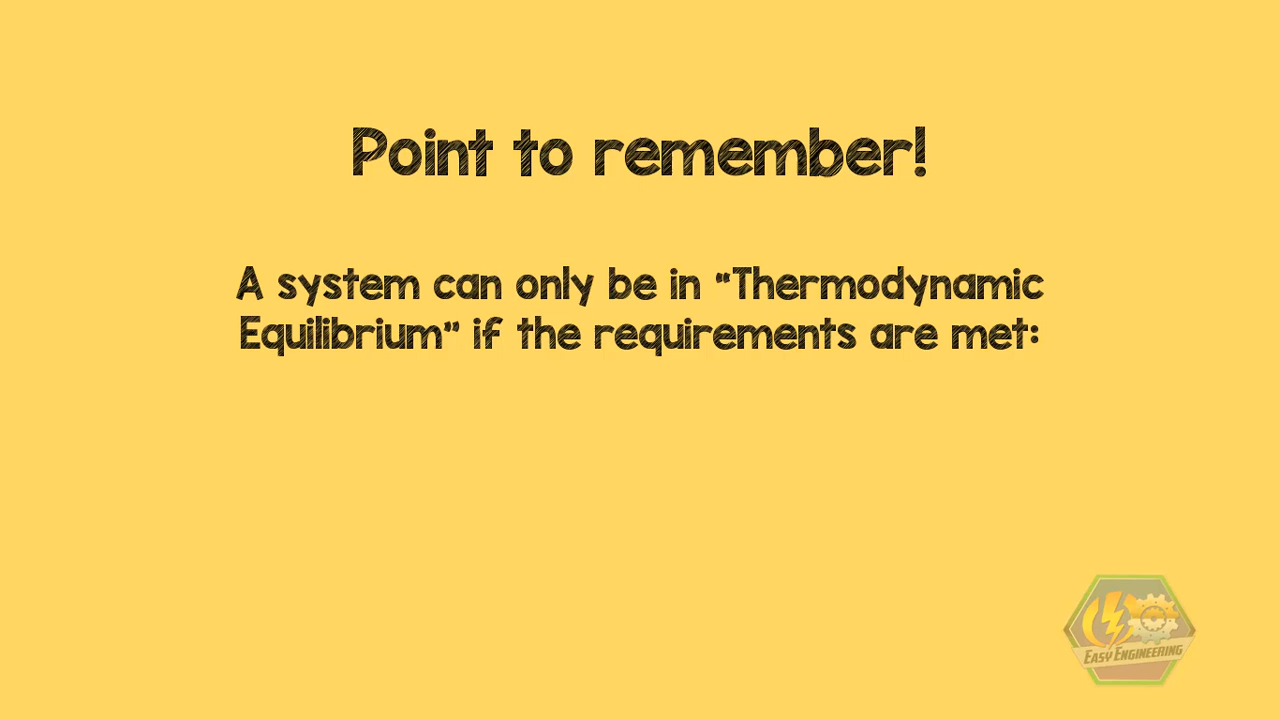 Point to remember!
A system can only be in “Thermodynamic
Equilibrium” if the requirements are met:
EASY ENGINEERING